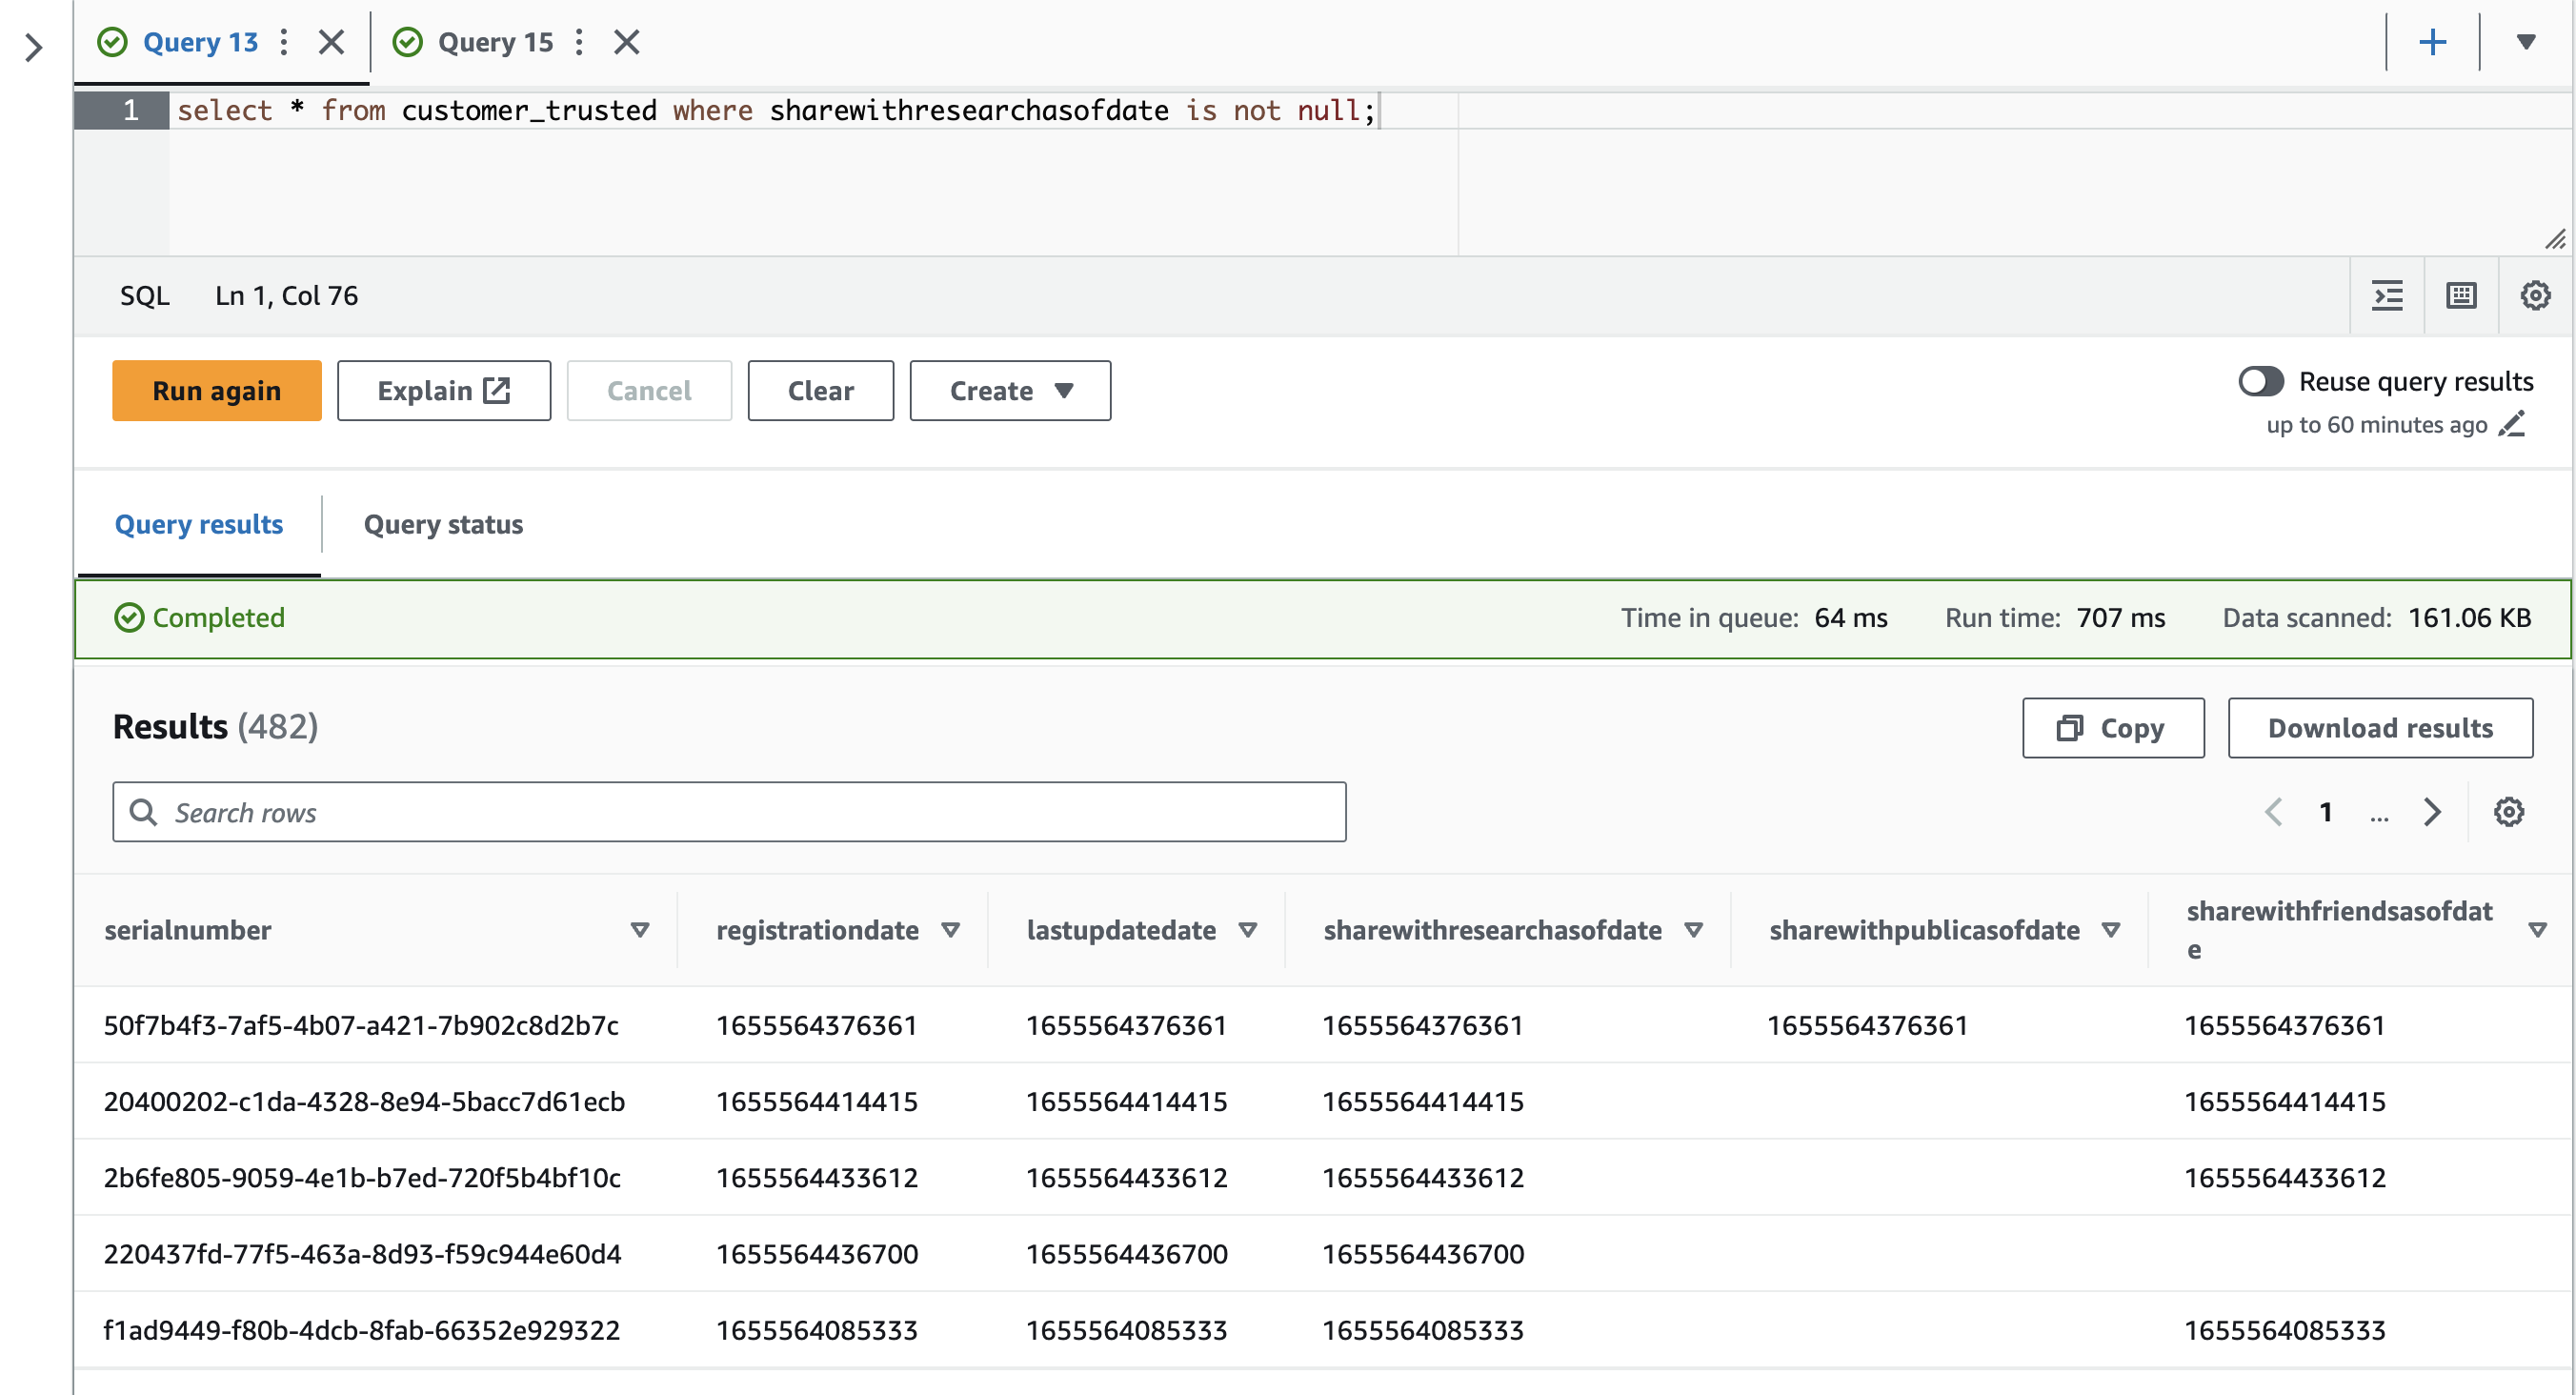 Query 13
Query 15
1 select * from customer_trusted where sharewithresearchasofdate is not null;
SQL Ln 1, Col 76
Run again Explain Cancel Clear Create
Reuse query results
up to 60 minutes ago
Query results Query status
Completed Time in queue: 64 ms Run time: 707 ms Data scanned: 161.06 KB
Results (482)
Copy Download results
Search rows
1 ...
serialnumber registrationdate lastupdatedate sharewithresearchasofdate sharewithpublicasofdate sharewithfriendsasofdat
e
50f7b4f3-7af5-4b07-a421-7b902c8d2b7c 1655564376361 1655564376361 1655564376361 1655564376361 1655564376361
20400202-c1da-4328-8e94-5bacc7d61ecb 1655564414415 1655564414415 1655564414415 1655564414415
2b6fe805-9059-4e1b-b7ed-720f5b4bf10c 1655564433612 1655564433612 1655564433612 1655564433612
220437fd-77f5-463a-8d93-f59c944e60d4 1655564436700 1655564436700 1655564436700
f1ad9449-f80b-4dcb-8fab-66352e929322 1655564085333 1655564085333 1655564085333 1655564085333